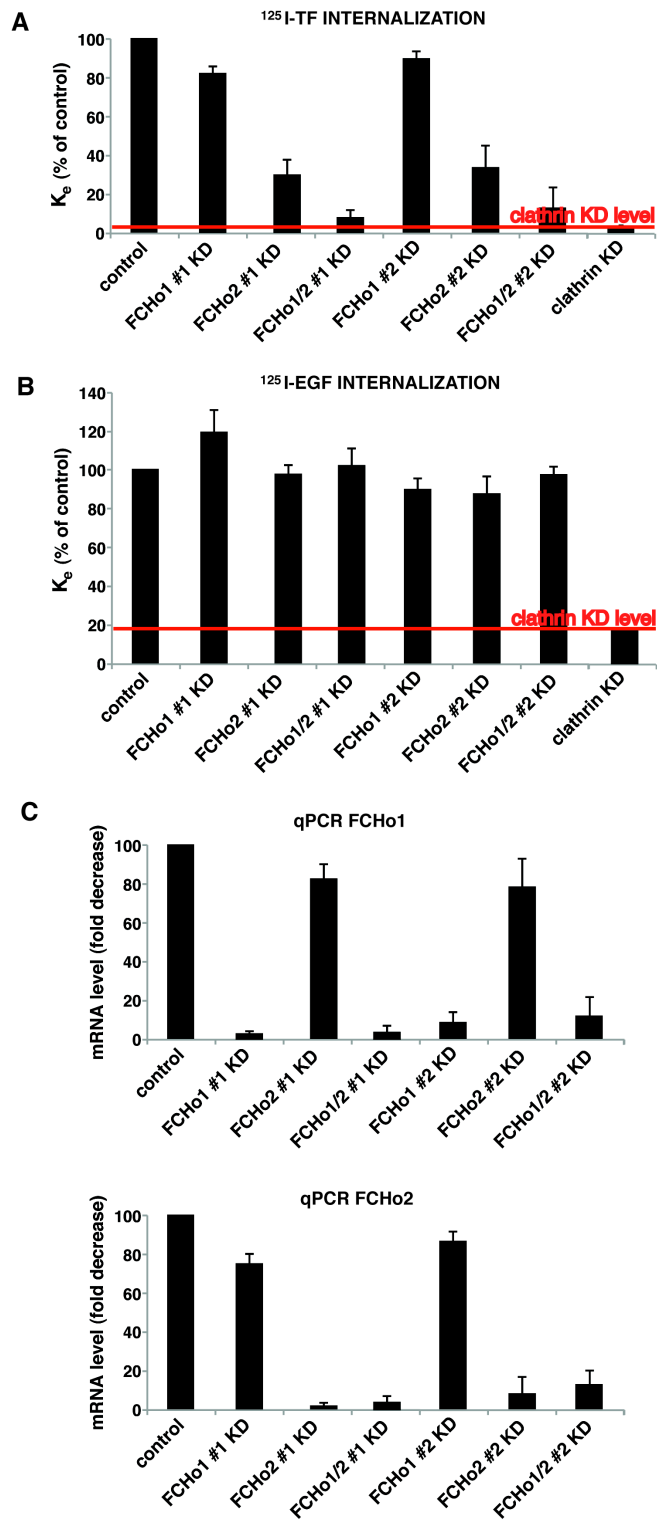 A
125 I-TF INTERNALIZATION
Ke (% of control)
100
80
60
40
20
0
clathrin KD level
control
FCHo1 #1 KD
FCHo2 #1 KD
FCHo1/2 #1 KD
FCHo1 #2 KD
FCHo2 #2 KD
FCHo1/2 #2 KD
clathrin KD
B
125 I-EGF INTERNALIZATION
Ke (% of control)
140
120
100
80
60
40
20
0
clathrin KD level
control
FCHo1 #1 KD
FCHo2 #1 KD
FCHo1/2 #1 KD
FCHo1 #2 KD
FCHo2 #2 KD
FCHo1/2 #2 KD
clathrin KD
C
qPCR FCHo1
mRNA level (fold decrease)
100
80
60
40
20
0
control
FCHo1 #1 KD
FCHo2 #1 KD
FCHo1/2 #1 KD
FCHo1 #2 KD
FCHo2 #2 KD
FCHo1/2 #2 KD
qPCR FCHo2
mRNA level (fold decrease)
100
80
60
40
20
0
control
FCHo1 #1 KD
FCHo2 #1 KD
FCHo1/2 #1 KD
FCHo1 #2 KD
FCHo2 #2 KD
FCHo1/2 #2 KD